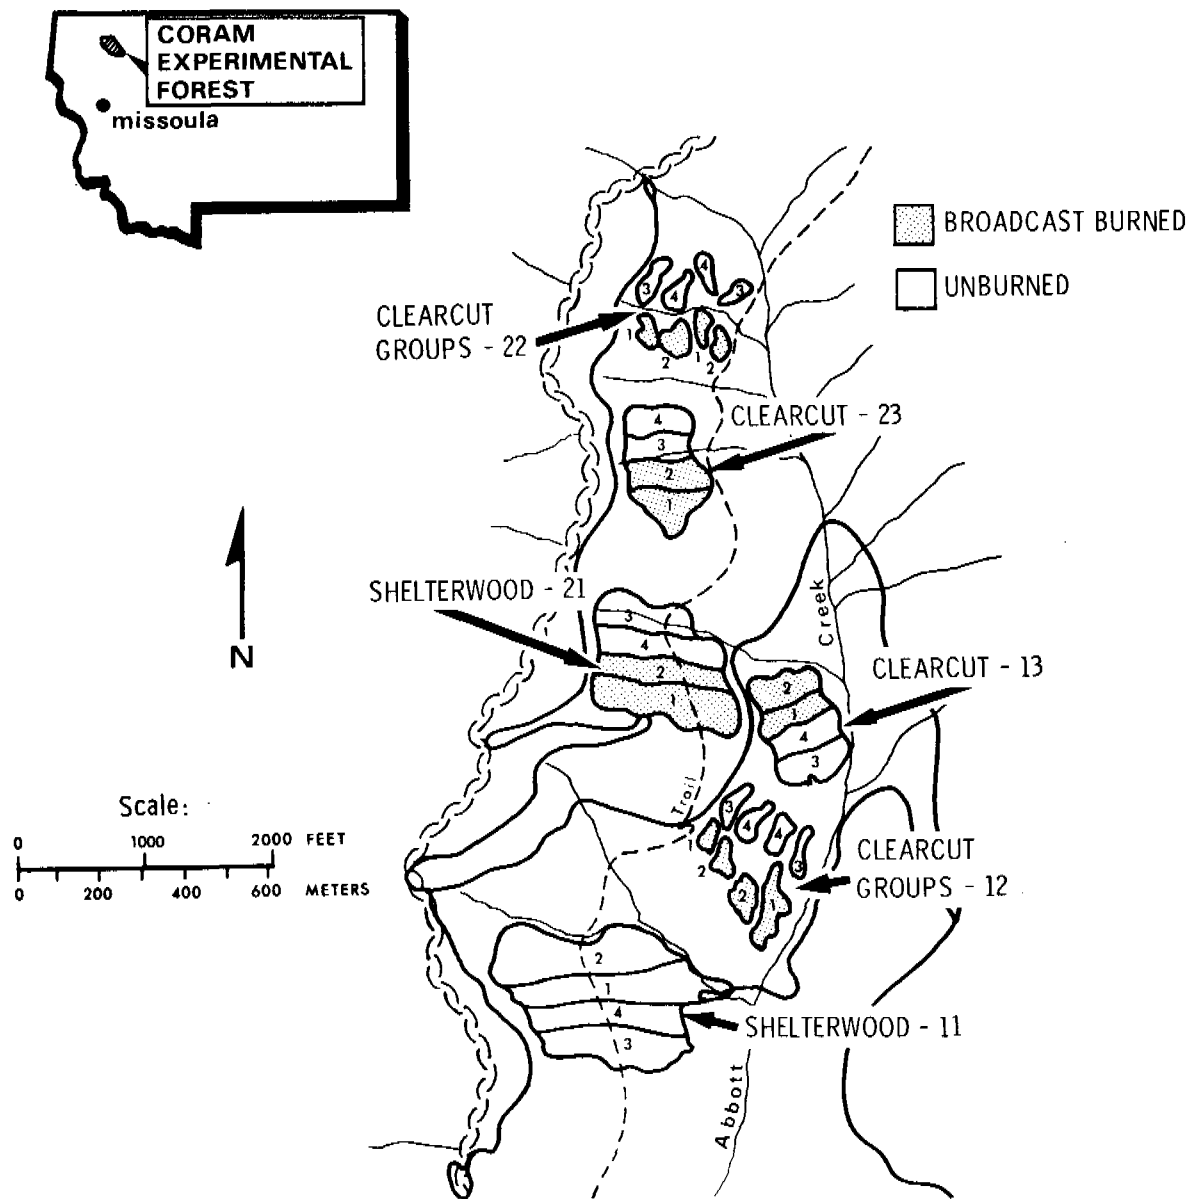 CORAM
EXPERIMENTAL
FOREST
missoula
BROADCAST BURNED
UNBURNED
4
3
4
3
CLEARCUT
GROUPS - 22
1
2
1
2
CLEARCUT - 23
4
3
2
1
SHELTERWOOD - 21
3
4
2
1
Creek
CLEARCUT - 13
2
1
4
3
Trail
Scale:
0 1000 2000 FEET
0 200 400 600 METERS
3
4
4
3
1
2
2
1
CLEARCUT
GROUPS - 12
N
2
1
4
3
SHELTERWOOD - 11
Abbott